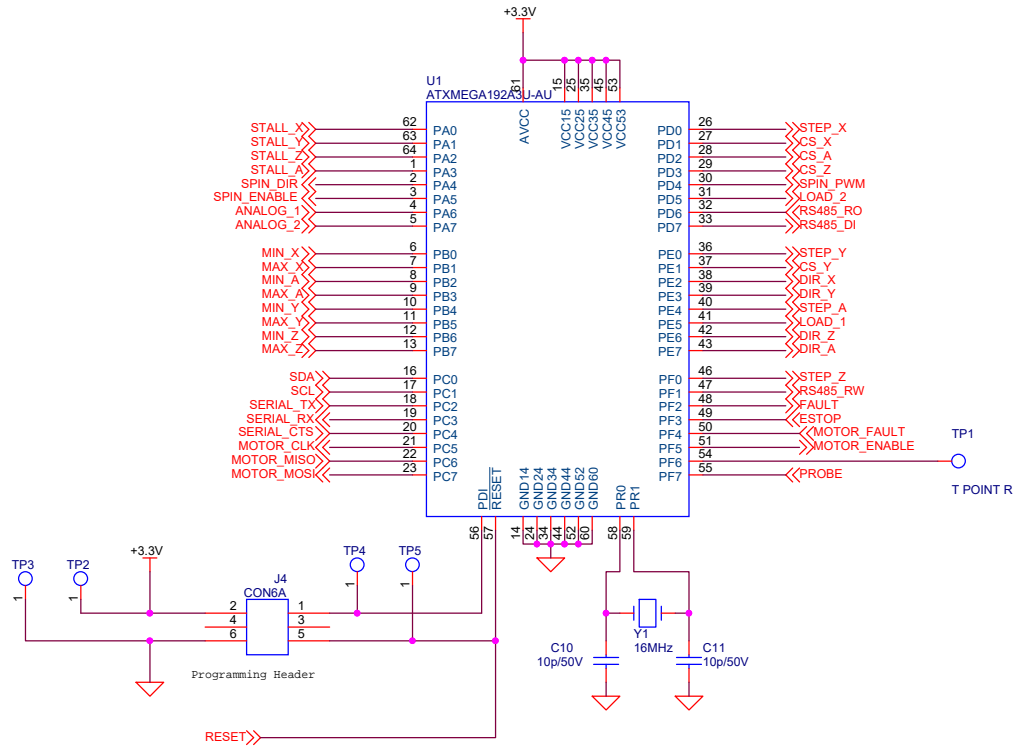 +3.3V
U1
ATXMEGA192A3U-AU
61
15
25
35
45
53
AVCC
VCC15
VCC25
VCC35
VCC45
VCC53
STALL_X 62 PA0
STALL_Y 63 PA1
STALL_Z 64 PA2
STALL_A 1 PA3
SPIN_DIR 2 PA4
SPIN_ENABLE 3 PA5
ANALOG_1 4 PA6
ANALOG_2 5 PA7
MIN_X 6 PB0
MAX_X 7 PB1
MIN_A 8 PB2
MAX_A 9 PB3
MIN_Y 10 PB4
MAX_Y 11 PB5
MIN_Z 12 PB6
MAX_Z 13 PB7
SDA 16 PC0
SCL 17 PC1
SERIAL_TX 18 PC2
SERIAL_RX 19 PC3
SERIAL_CTS 20 PC4
MOTOR_CLK 21 PC5
MOTOR_MISO 22 PC6
MOTOR_MOSI 23 PC7
PD0 26 STEP_X
PD1 27 CS_X
PD2 28 CS_A
PD3 29 CS_Z
PD4 30 SPIN_PWM
PD5 31 LOAD_2
PD6 32 RS485_RO
PD7 33 RS485_DI
PE0 36 STEP_Y
PE1 37 CS_Y
PE2 38 DIR_X
PE3 39 DIR_Y
PE4 40 STEP_A
PE5 41 LOAD_1
PE6 42 DIR_Z
PE7 43 DIR_A
PF0 46 STEP_Z
PF1 47 RS485_RW
PF2 48 FAULT
PF3 49 ESTOP
PF4 50 MOTOR_FAULT
PF5 51 MOTOR_ENABLE
PF6 54
PF7 55 PROBE
TP1
T POINT R
PDI
RESET
GND14
GND24
GND34
GND44
GND52
GND60
PR0
PR1
56
57
14
24
34
44
52
60
58
59
TP3
1
TP2
1
+3.3V
TP4
1
TP5
1
J4
CON6A
2 1
4 3
6 5
Programming Header
RESET
Y1
16MHz
C10
10p/50V
C11
10p/50V